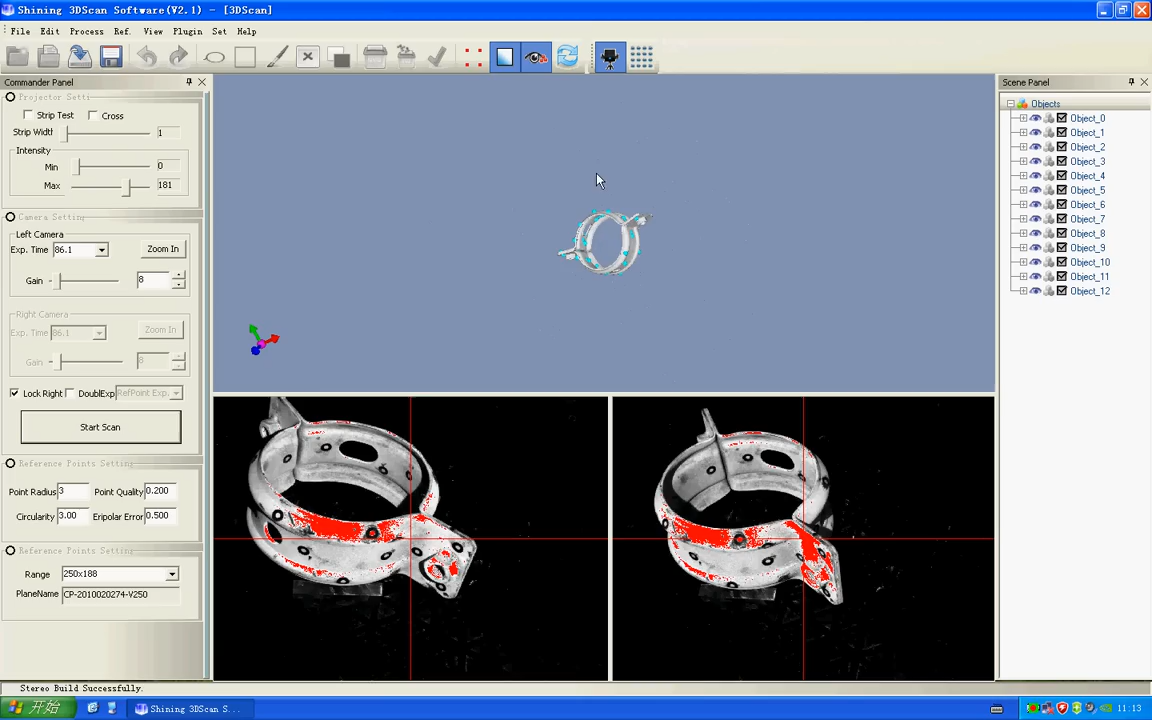 Shining 3DScan Software(V2.1) - [3DScan]
File Edit Process Ref. View Plugin Set Help
Commander Panel
Projector Setti
Strip Test Cross
Strip Width 1
Intensity
Min 0
Max 181
Camera Setting
Left Camera
Exp. Time 86.1 Zoom In
Gain 8
Right Camera
Exp. Time 86.1 Zoom In
Gain 8
Lock Right DoublExp RefPoint Exp.
Start Scan
Reference Points Setting
Point Radius 3 Point Quality 0.200
Circularity 3.00 Eripolar Error 0.500
Reference Points Setting
Range 250x188
PlaneName CP-2010020274-V250
Stereo Build Successfully.
Scene Panel
Objects
Object_0
Object_1
Object_2
Object_3
Object_4
Object_5
Object_6
Object_7
Object_8
Object_9
Object_10
Object_11
Object_12
开始 Shining 3DScan S... 11:13